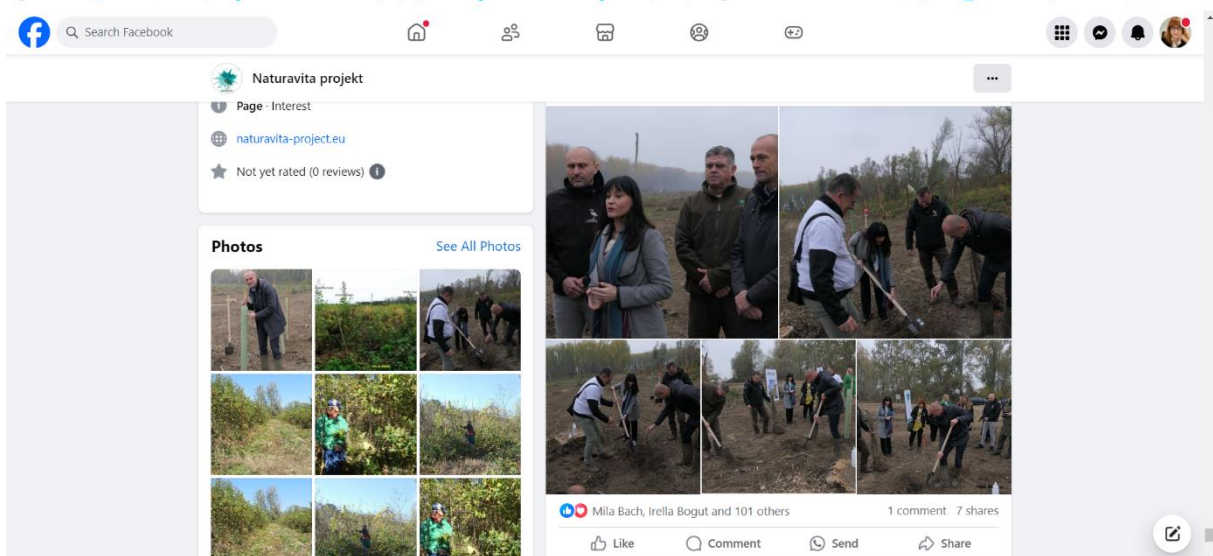 Search Facebook
Naturavita projekt
Page · Interest
naturavita-project.eu
Not yet rated (0 reviews)
Photos
See All Photos
Mila Bach, Irella Bogut and 101 others
1 comment 7 shares
Like
Comment
Send
Share